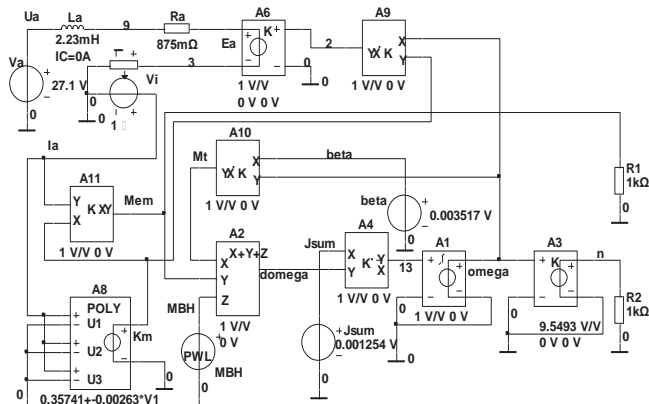 Ua
La
2.23mH
IC=0A
9
Ra
875mΩ
Ea
A6
K
+
−
1 V/V
0 V 0 V
2
0
A9
YX K
X
Y
1 V/V 0 V
Va
27.1 V
0
0
3
Vi
1
0
Ia
A11
Y
X
K XY
Mem
1 V/V 0 V
Mt
A10
YX K
X
Y
1 V/V 0 V
beta
beta
0.003517 V
0
R1
1kΩ
0
A2
X+Y+Z
X
Y
Z
1 V/V
0 V
domega
Jsum
A4
X
Y
K
Y
X
13
A1
1 V/V 0 V
0
omega
A3
K
9.5493 V/V
0 V 0 V
0
n
R2
1kΩ
0
A8
POLY
U1
U2
U3
Km
0
0
0.35741+-0.00263*V1
MBH
PWL
MBH
0
Jsum
0.001254 V
0